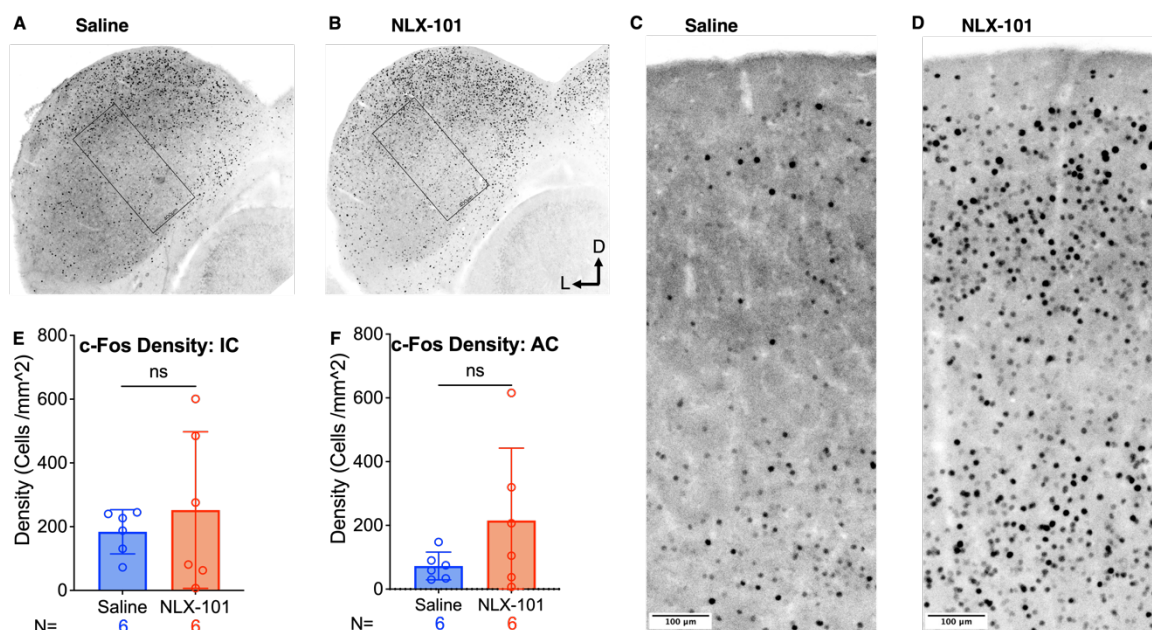 A Saline
B NLX-101
C Saline
D NLX-101
D
L
E
c-Fos Density: IC
ns
Density (Cells /mm^2)
800
600
400
200
0
Saline
NLX-101
N=
6
6
F
c-Fos Density: AC
ns
Density (Cells /mm^2)
800
600
400
200
0
Saline
NLX-101
N=
6
6
100 μm
100 μm